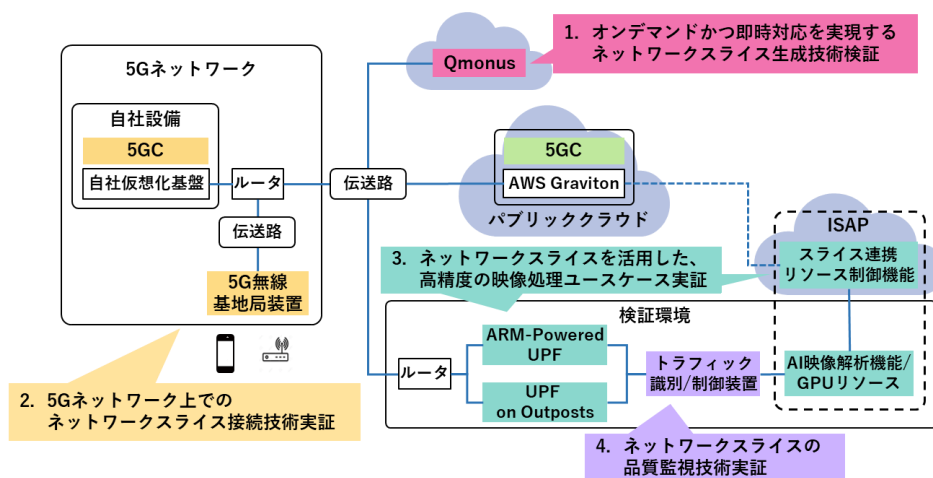 1. オンデマンドかつ即時対応を実現する
ネットワークスライス生成技術検証
Qmonus
5Gネットワーク
自社設備
5GC
自社仮想化基盤
ルータ
伝送路
5G無線
基地局装置
伝送路
5GC
AWS Graviton
パブリッククラウド
ISAP
スライス連携
リソース制御機能
3. ネットワークスライスを活用した、
高精度の映像処理ユースケース実証
検証環境
ルータ
ARM-Powered
UPF
UPF
on Outposts
トラフィック
識別/制御装置
AI映像解析機能/
GPUリソース
2. 5Gネットワーク上での
ネットワークスライス接続技術実証
4. ネットワークスライスの
品質監視技術実証